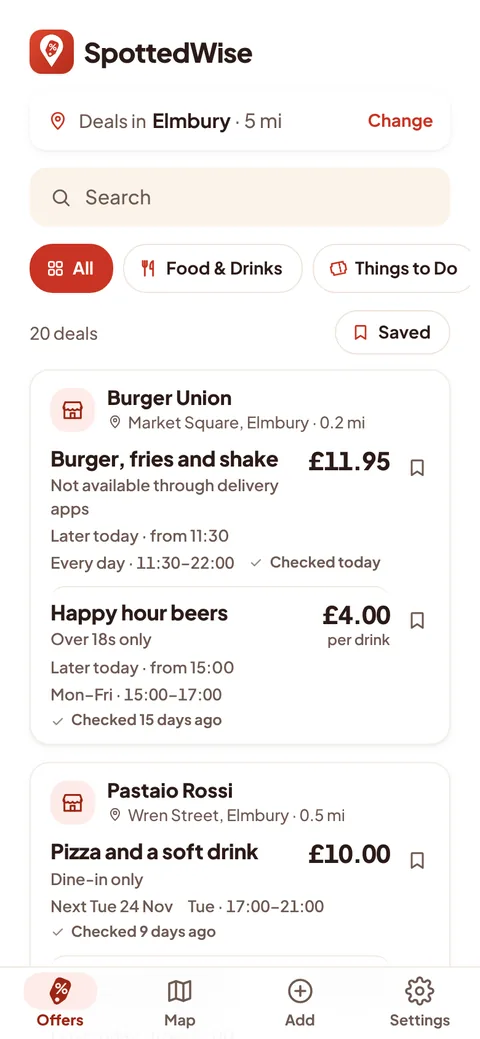 SpottedWise
Deals in Elmbury · 5 mi Change
Search
All Food & Drinks Things to Do
20 deals Saved
Burger Union
Market Square, Elmbury · 0.2 mi
Burger, fries and shake £11.95
Not available through delivery
apps
Later today · from 11:30
Every day · 11:30–22:00 Checked today
Happy hour beers £4.00
Over 18s only per drink
Later today · from 15:00
Mon–Fri · 15:00–17:00
Checked 15 days ago
Pastaio Rossi
Wren Street, Elmbury · 0.5 mi
Pizza and a soft drink £10.00
Dine-in only
Next Tue 24 Nov Tue · 17:00–21:00
Checked 9 days ago
Offers Map Add Settings